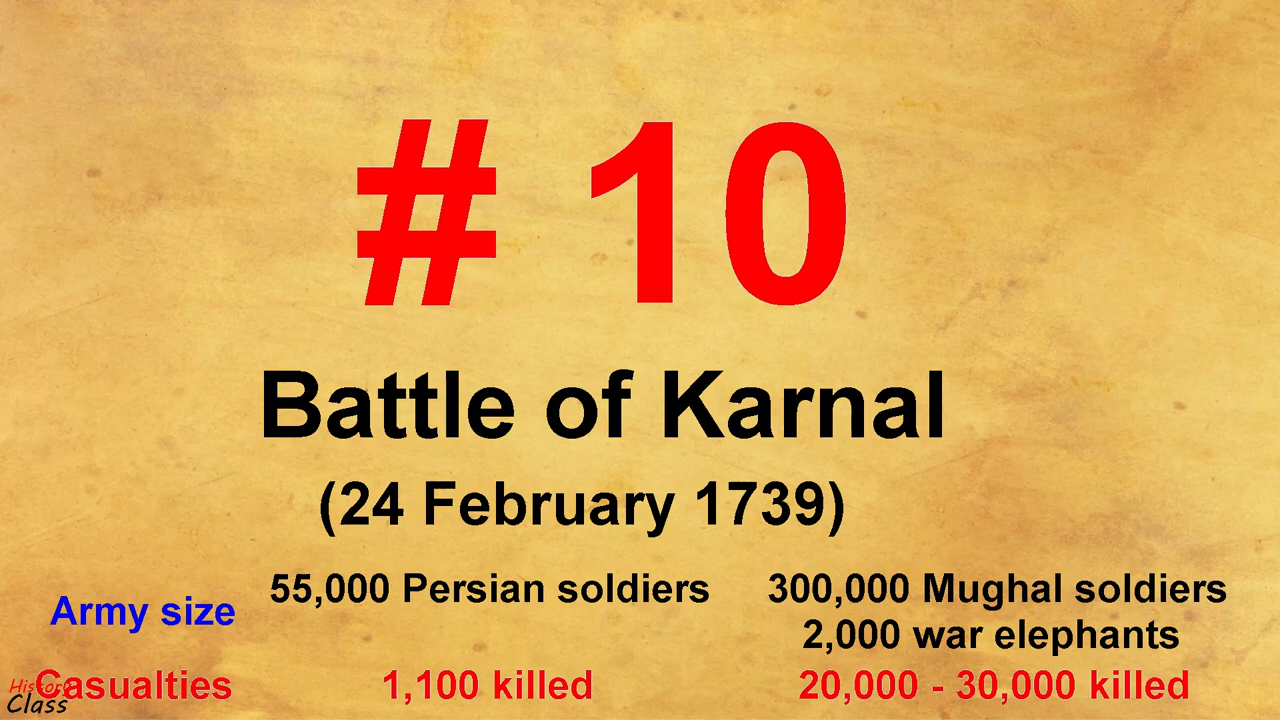 # 10
Battle of Karnal
(24 February 1739)
Army size
55,000 Persian soldiers
300,000 Mughal soldiers
2,000 war elephants
Casualties
1,100 killed
20,000 - 30,000 killed
History
Class